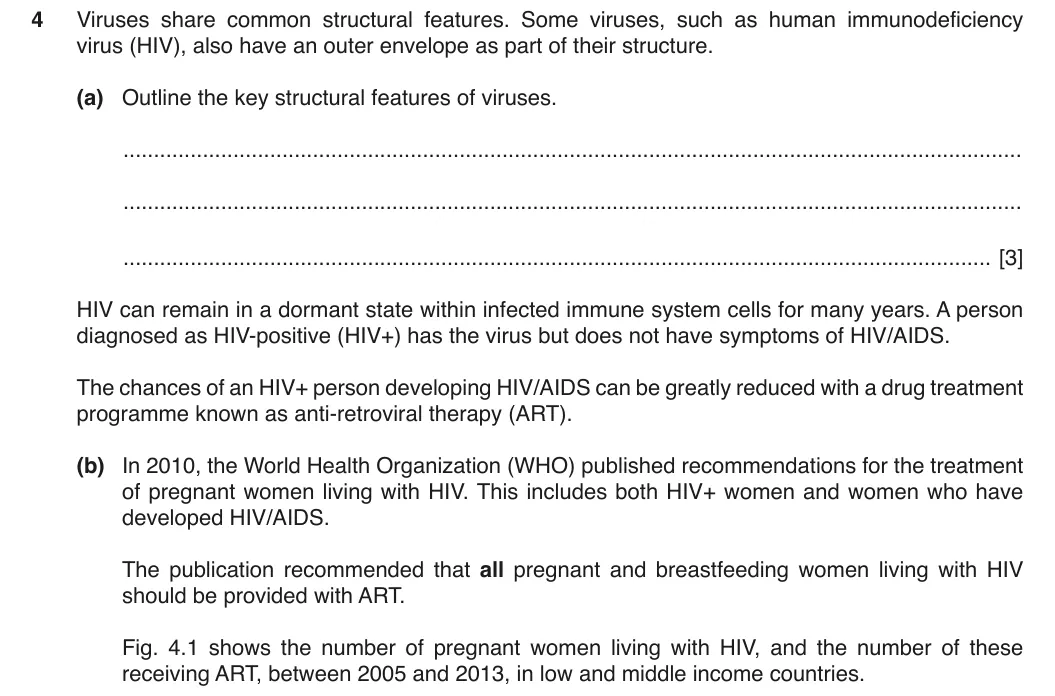 4 Viruses share common structural features. Some viruses, such as human immunodeficiency
virus (HIV), also have an outer envelope as part of their structure.
(a) Outline the key structural features of viruses.
..........................................................................................................................................................
..........................................................................................................................................................
.................................................................................................................................................... [3]
HIV can remain in a dormant state within infected immune system cells for many years. A person
diagnosed as HIV-positive (HIV+) has the virus but does not have symptoms of HIV/AIDS.
The chances of an HIV+ person developing HIV/AIDS can be greatly reduced with a drug treatment
programme known as anti-retroviral therapy (ART).
(b) In 2010, the World Health Organization (WHO) published recommendations for the treatment
of pregnant women living with HIV. This includes both HIV+ women and women who have
developed HIV/AIDS.
The publication recommended that all pregnant and breastfeeding women living with HIV
should be provided with ART.
Fig. 4.1 shows the number of pregnant women living with HIV, and the number of these
receiving ART, between 2005 and 2013, in low and middle income countries.